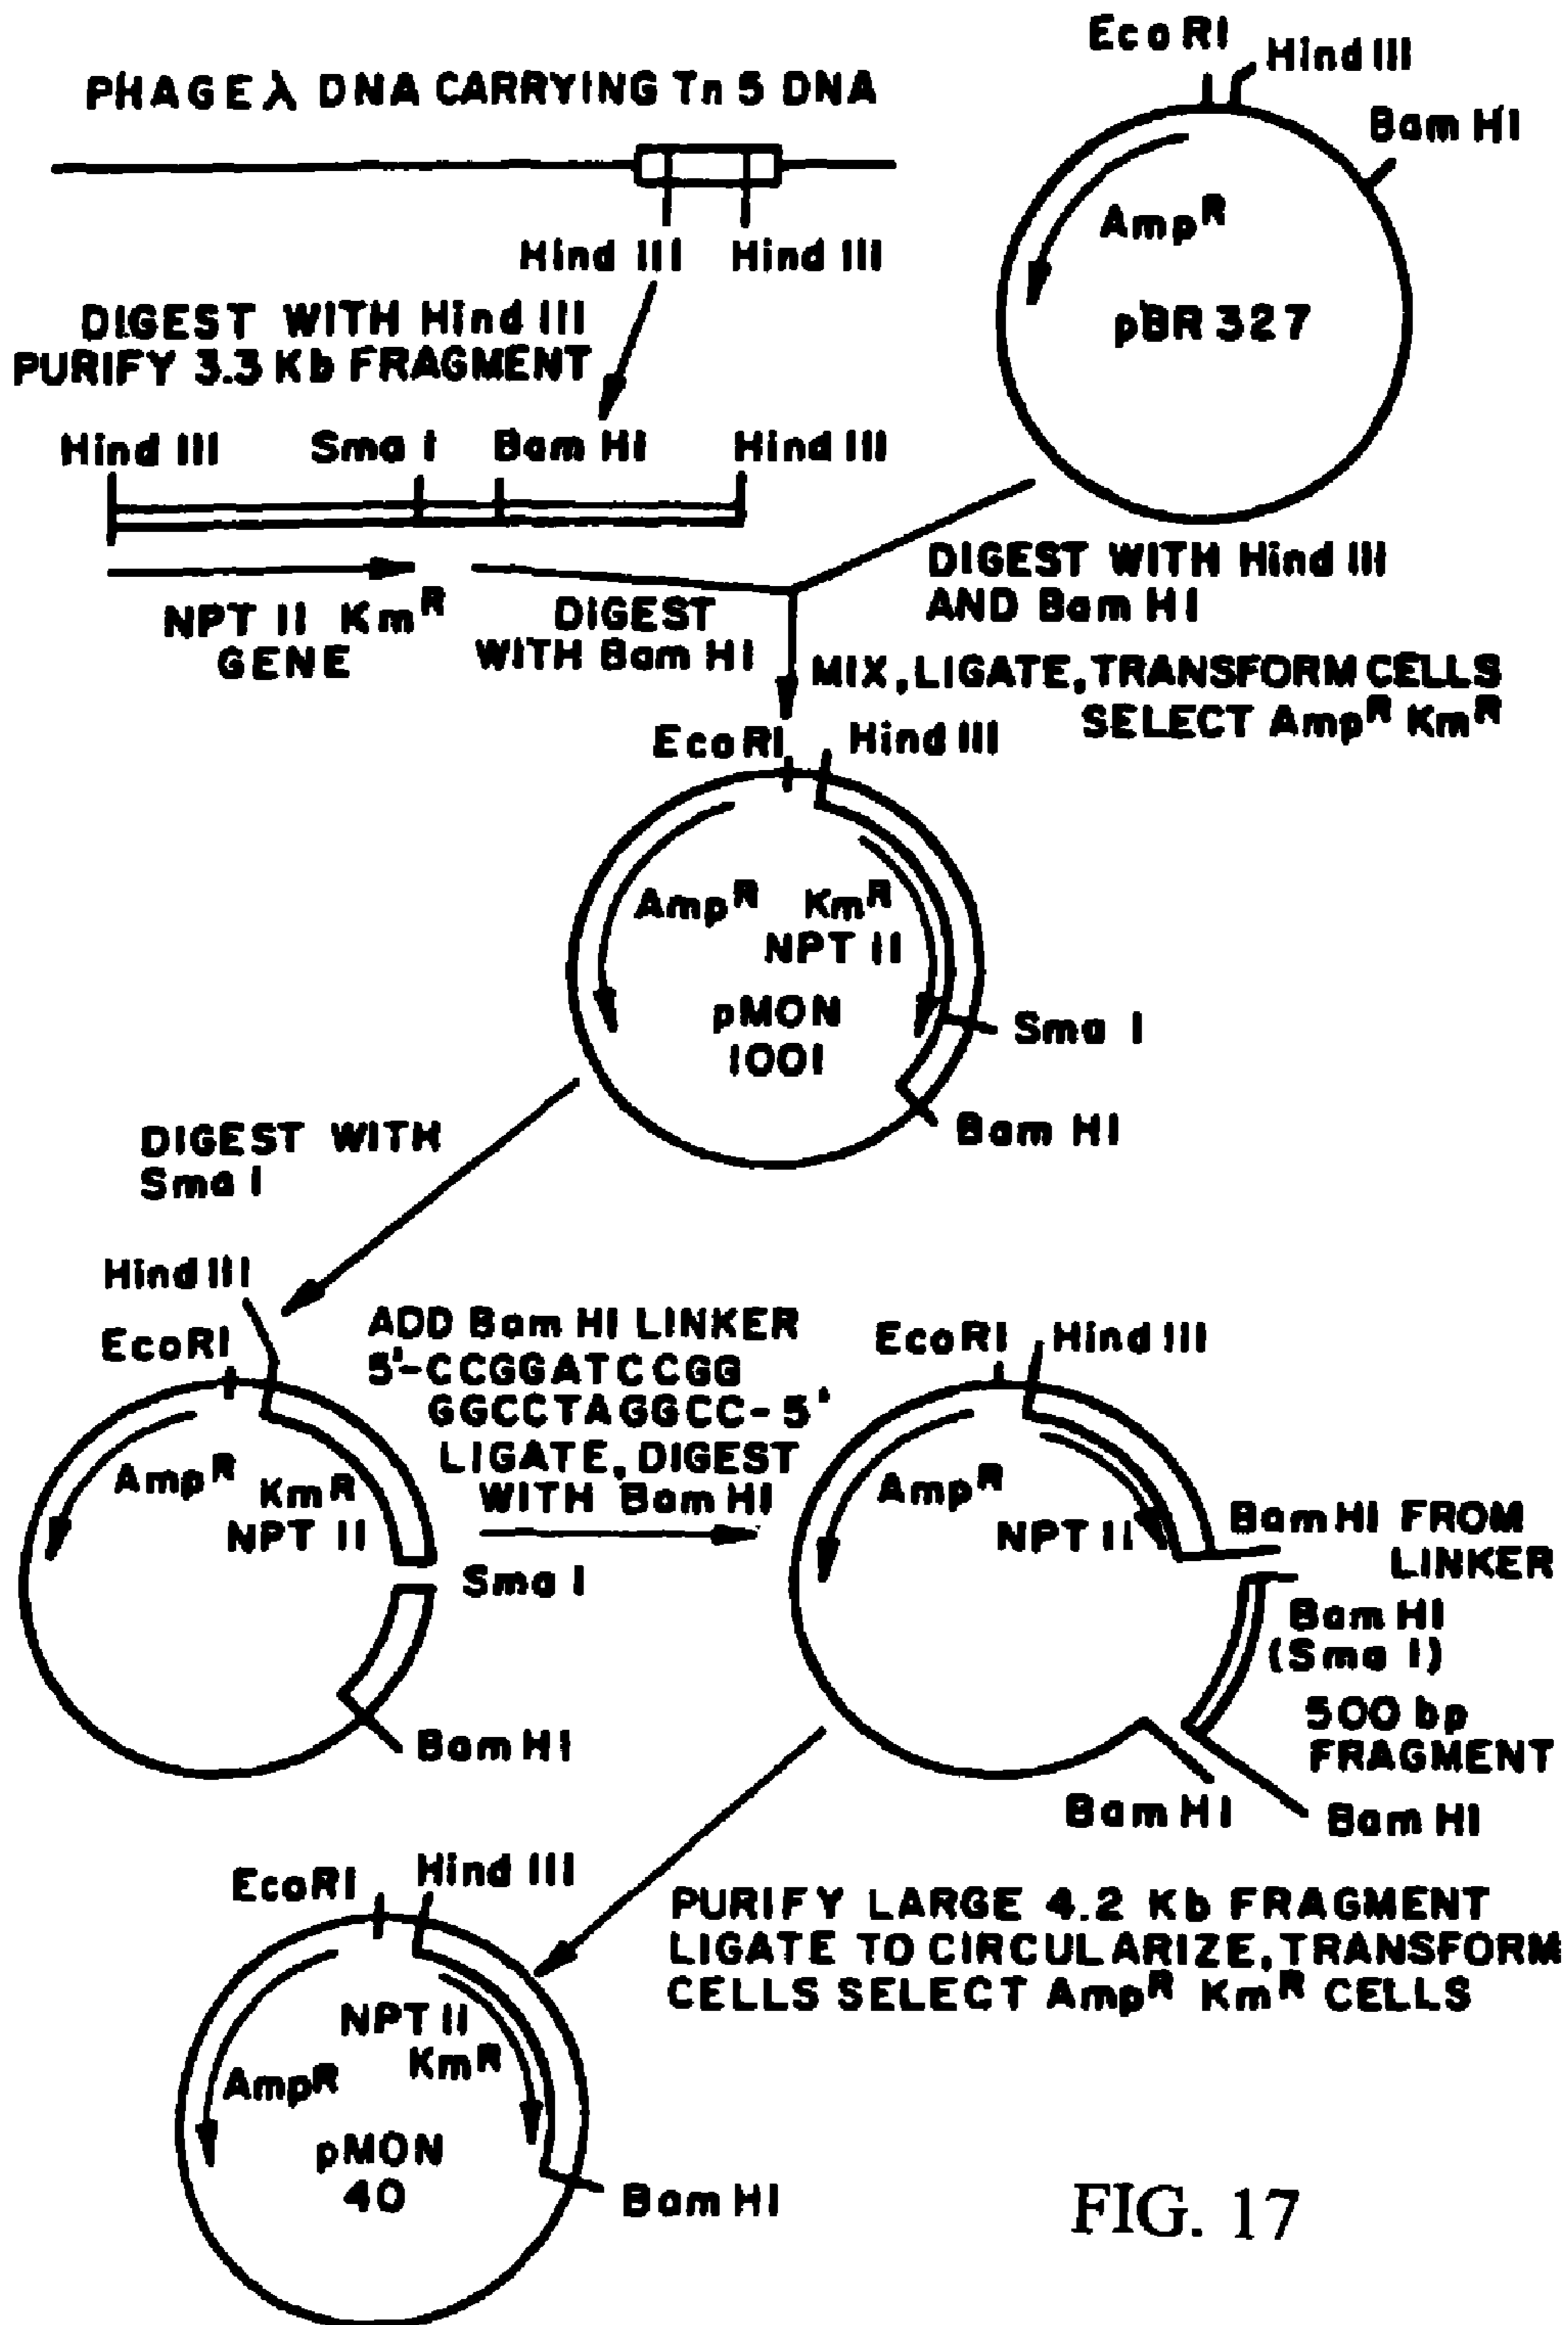 PHAGE λ DNA CARRYING Tn 5 DNA
Hind III
Hind III
DIGEST WITH Hind III
PURIFY 3.3 Kb FRAGMENT
EcoRI
Hind III
Bam HI
Amp^R
pBR 327
Hind III
Sma I
Bam HI
Hind III
NPT II Km^R
GENE
DIGEST
WITH Bam HI
DIGEST WITH Hind III
AND Bam HI
MIX, LIGATE, TRANSFORM CELLS
SELECT Amp^R Km^R
EcoRI
Hind III
Amp^R
Km^R
NPT II
pMON
1001
Sma I
Bam HI
DIGEST WITH
Sma I
Hind III
EcoRI
Amp^R
Km^R
NPT II
Sma I
Bam HI
ADD Bam HI LINKER
5'-CCGGATCCGG
GGCCTAGGCC-5'
LIGATE, DIGEST
WITH Bam HI
EcoRI
Hind III
Amp^R
NPT II
BamHI FROM
LINKER
Bam HI
(Sma I)
500 bp
FRAGMENT
Bam HI
Bam HI
PURIFY LARGE 4.2 Kb FRAGMENT
LIGATE TO CIRCULARIZE, TRANSFORM
CELLS SELECT Amp^R Km^R CELLS
EcoRI
Hind III
NPT II
Km^R
Amp^R
pMON
40
Bam HI
FIG. 17